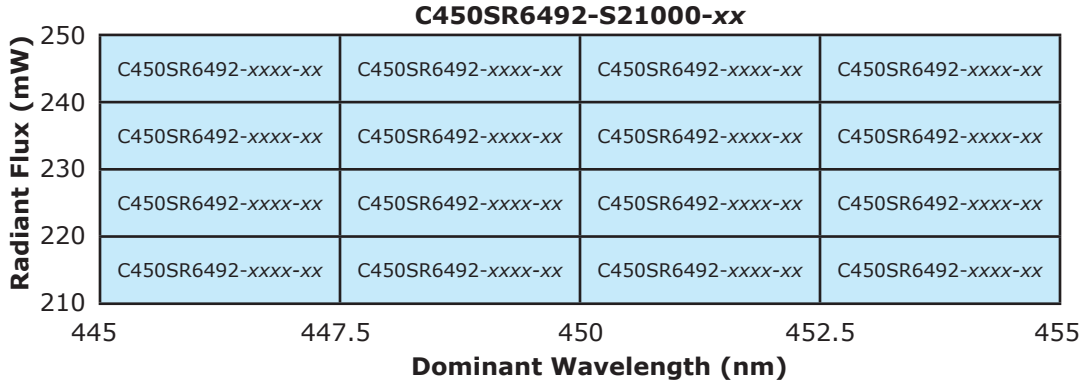 C450SR6492-S21000-xx
Radiant Flux (mW)
250
C450SR6492-xxxx-xx C450SR6492-xxxx-xx C450SR6492-xxxx-xx C450SR6492-xxxx-xx
240
C450SR6492-xxxx-xx C450SR6492-xxxx-xx C450SR6492-xxxx-xx C450SR6492-xxxx-xx
230
C450SR6492-xxxx-xx C450SR6492-xxxx-xx C450SR6492-xxxx-xx C450SR6492-xxxx-xx
220
C450SR6492-xxxx-xx C450SR6492-xxxx-xx C450SR6492-xxxx-xx C450SR6492-xxxx-xx
210
445 447.5 450 452.5 455
Dominant Wavelength (nm)